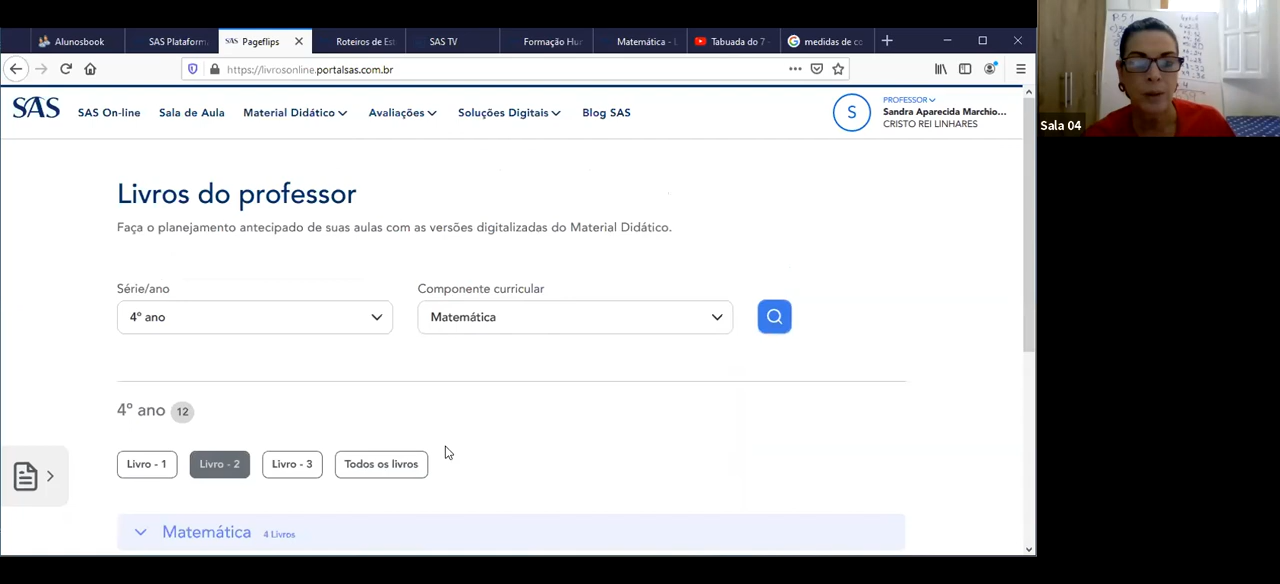 Alunosbook
SAS Plataform
Pageflips
Roteiros de Est
SAS TV
Formação Hur
Matemática - L
Tabuada do 7 -
medidas de co
https://livrosonline.portalsas.com.br
SAS
SAS On-line
Sala de Aula
Material Didático
Avaliações
Soluções Digitais
Blog SAS
S
PROFESSOR
Sandra Aparecida Marchio...
CRISTO REI LINHARES
Sala 04
Livros do professor
Faça o planejamento antecipado de suas aulas com as versões digitalizadas do Material Didático.
Série/ano
Componente curricular
4º ano
Matemática
4º ano 12
Livro - 1
Livro - 2
Livro - 3
Todos os livros
Matemática 4 Livros